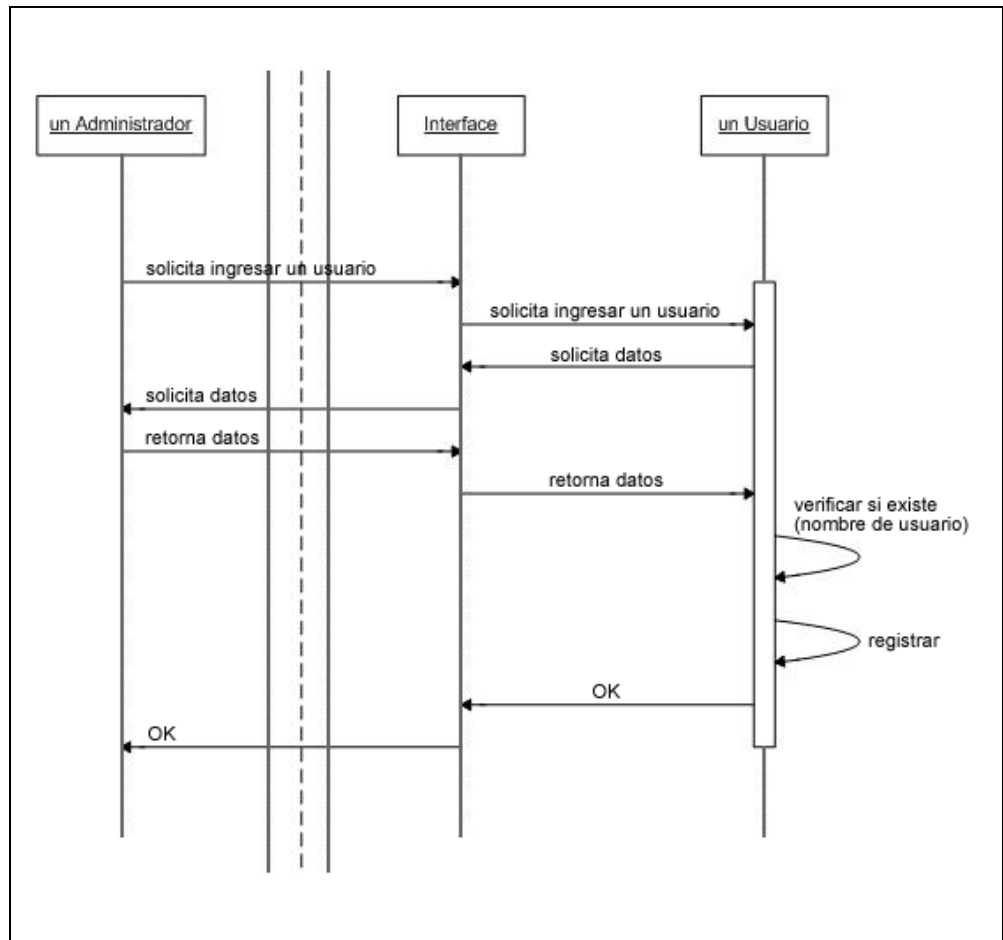 un Administrador
Interface
un Usuario
solicita ingresar un usuario
solicita ingresar un usuario
solicita datos
solicita datos
retorna datos
retorna datos
verificar si existe
(nombre de usuario)
registrar
OK
OK